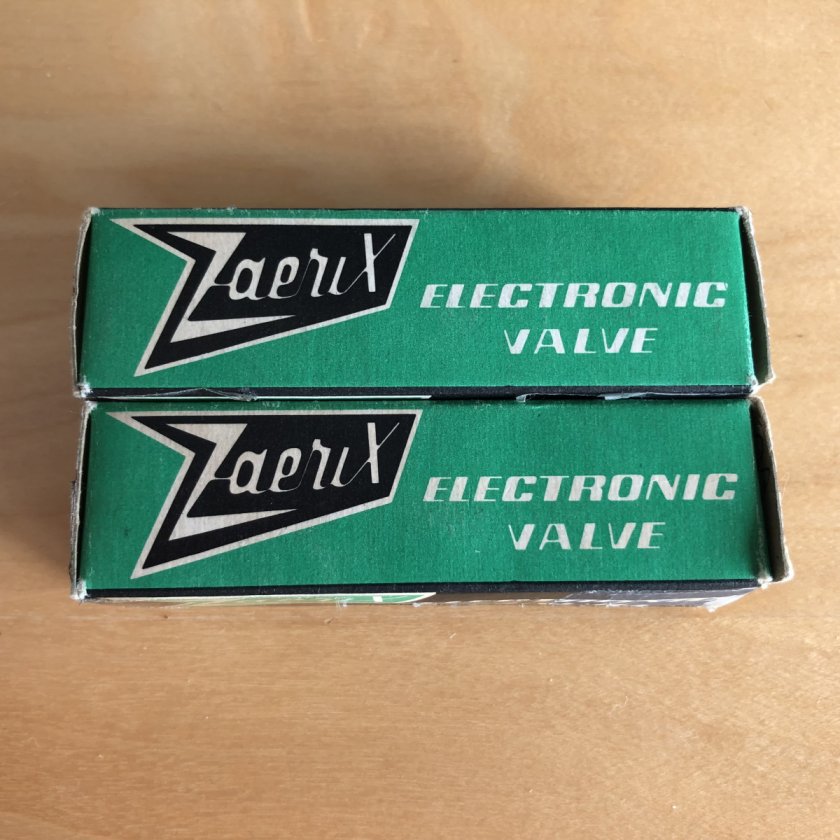 Zaerix
ELECTRONIC
VALVE
Zaerix
ELECTRONIC
VALVE